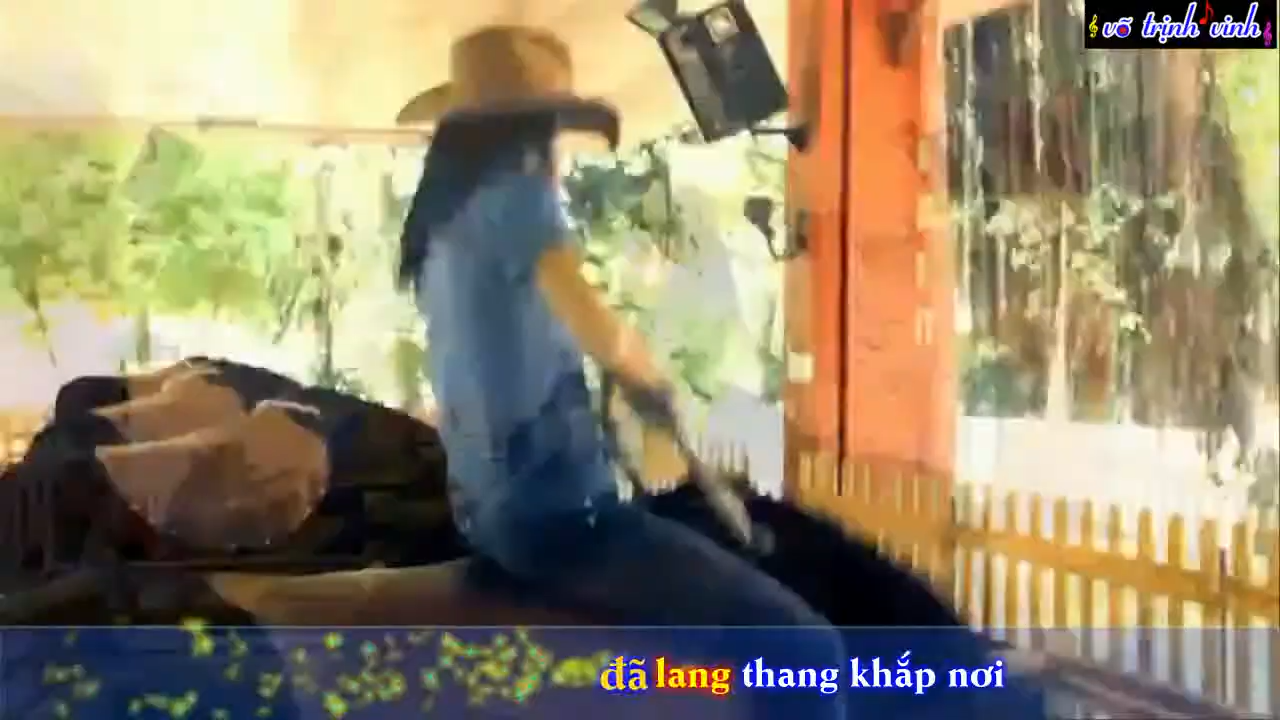 võ trịnh vinh
đã lang thang khắp nơi